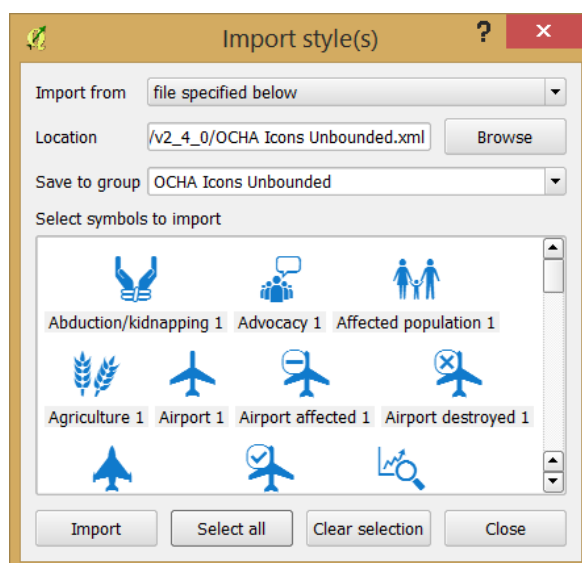 Import style(s)
?
x
Import from file specified below
Location /v2_4_0/OCHA Icons Unbounded.xml Browse
Save to group OCHA Icons Unbounded
Select symbols to import
Abduction/kidnapping 1 Advocacy 1 Affected population 1
Agriculture 1 Airport 1 Airport affected 1 Airport destroyed 1
Import Select all Clear selection Close